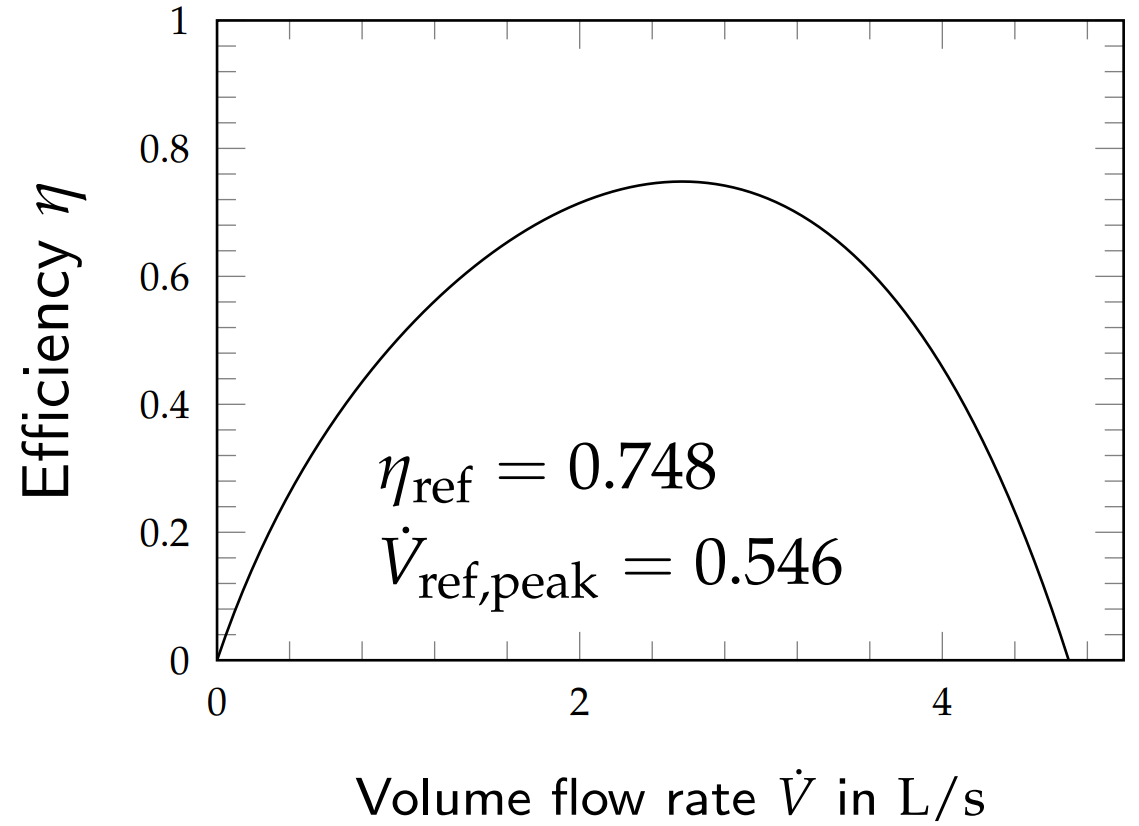 1
0.8
0.6
0.4
0.2
0
Efficiency η
η_ref = 0.748
V̇_ref,peak = 0.546
0 2 4
Volume flow rate V̇ in L/s